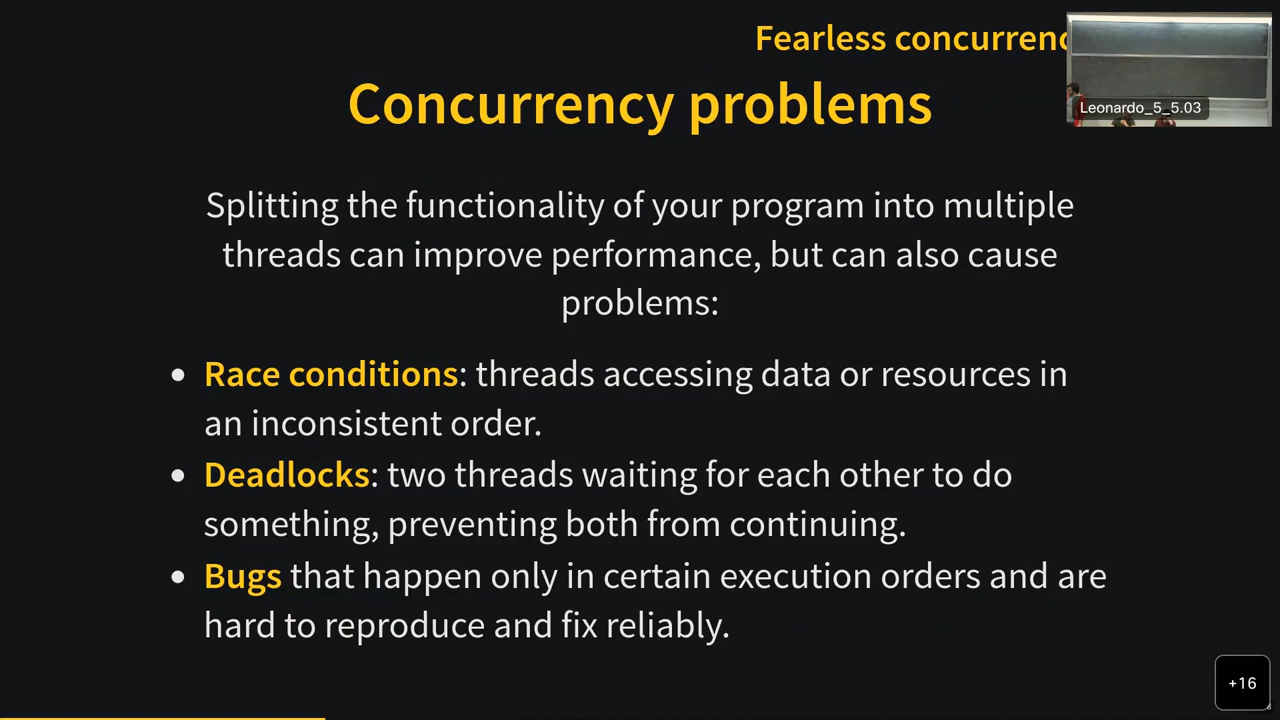 Fearless concurrenc
Leonardo_5_5.03
Concurrency problems
Splitting the functionality of your program into multiple
threads can improve performance, but can also cause
problems:
• Race conditions: threads accessing data or resources in
an inconsistent order.
• Deadlocks: two threads waiting for each other to do
something, preventing both from continuing.
• Bugs that happen only in certain execution orders and are
hard to reproduce and fix reliably.
+16